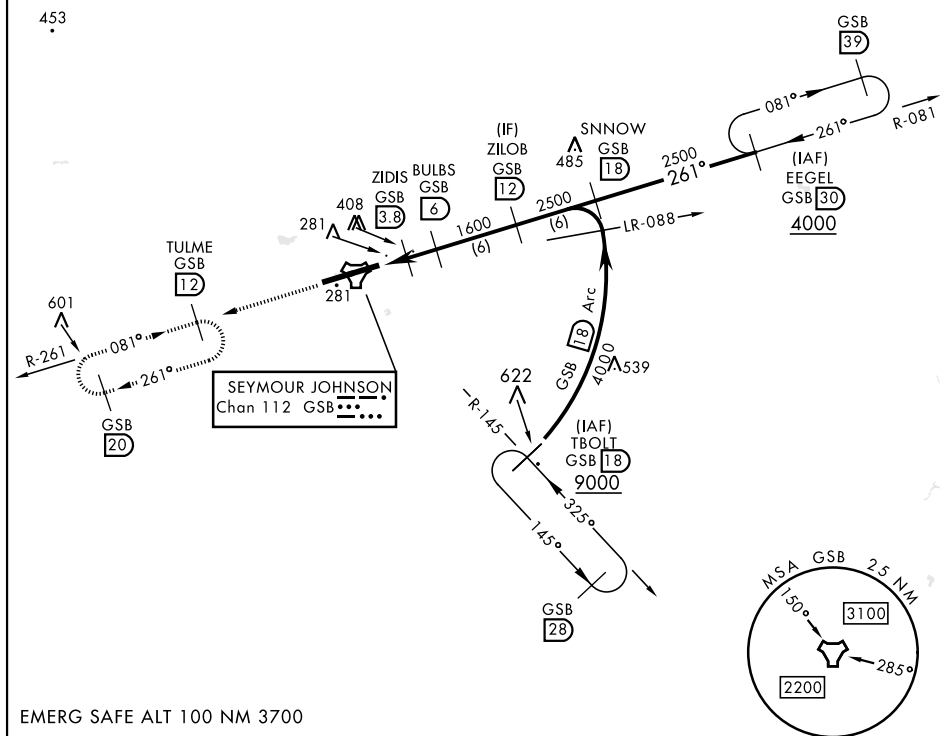 453
GSB
39
081°
261°
R-081
(IAF)
EEGEL
GSB 30
4000
2500
261°
SNNOW
GSB
18
485
(IF)
ZILOB
GSB
12
2500
(6)
LR-088
BULBS
GSB
6
1600
(6)
ZIDIS
GSB
3.8
408
281
281
TULME
GSB
12
601
R-261
081°
261°
GSB
20
SEYMOUR JOHNSON
Chan 112 GSB
GSB 18 Arc
4000
539
622
R-145
(IAF)
TBOLT
GSB 18
9000
325°
145°
GSB
28
MSA GSB 25 NM
150°
3100
285°
2200
EMERG SAFE ALT 100 NM 3700